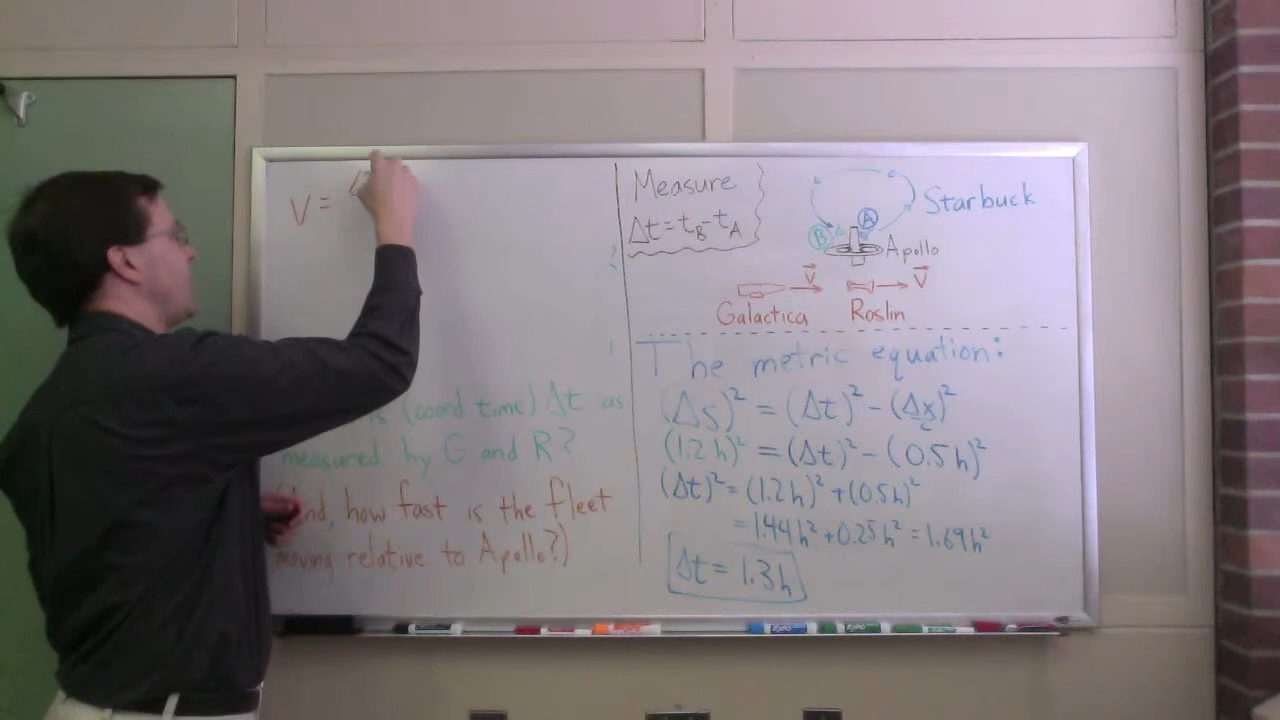 V =
is (coord time) Δt as
measured by G and R?
how fast is the fleet
moving relative to Apollo?)
Measure
Δt = t_B - t_A
A
Starbuck
B
Apollo
V
V
Galactica
Roslin
The metric equation:
(Δs)² = (Δt)² - (Δx/c)²
(1.2 h)² = (Δt)² - (0.5 h)²
(Δt)² = (1.2 h)² + (0.5 h)²
= 1.44 h² + 0.25 h² = 1.69 h²
Δt = 1.3 h